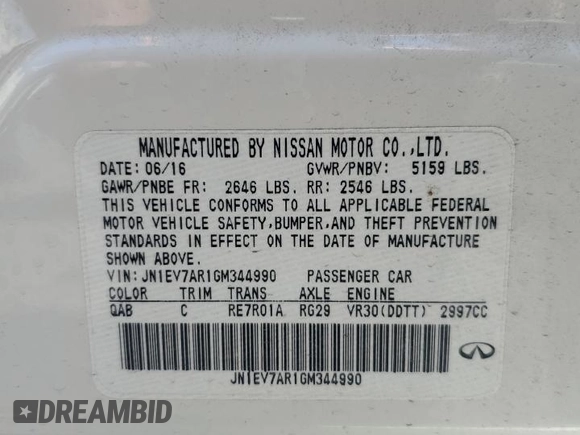 MANUFACTURED BY NISSAN MOTOR CO.,LTD.
DATE: 06/16 GVWR/PNBV: 5159 LBS.
GAWR/PNBE FR: 2646 LBS. RR: 2546 LBS.
THIS VEHICLE CONFORMS TO ALL APPLICABLE FEDERAL
MOTOR VEHICLE SAFETY,BUMPER,AND THEFT PREVENTION
STANDARDS IN EFFECT ON THE DATE OF MANUFACTURE
SHOWN ABOVE.
VIN: JN1EV7AR1GM344990 PASSENGER CAR
COLOR TRIM TRANS AXLE ENGINE
QAB C RE7R01A RG29 VR30(DDTT) 2997CC
JN1EV7AR1GM344990
DREAMBID